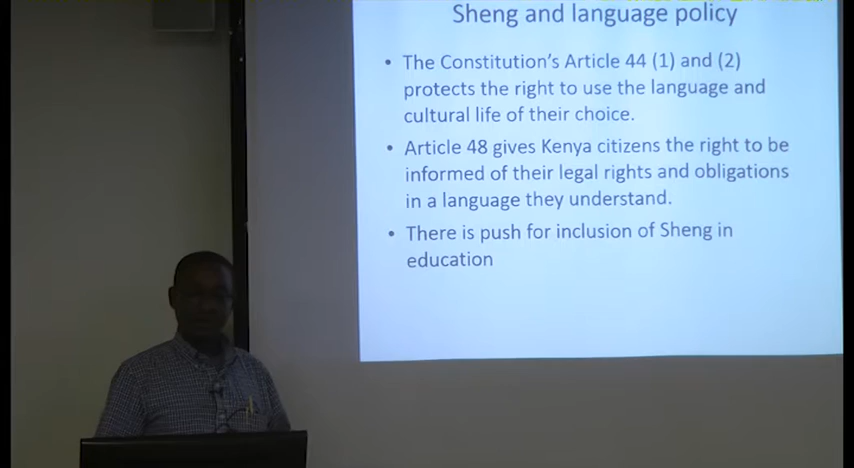 Sheng and language policy
• The Constitution's Article 44 (1) and (2)
protects the right to use the language and
cultural life of their choice.
• Article 48 gives Kenya citizens the right to be
informed of their legal rights and obligations
in a language they understand.
• There is push for inclusion of Sheng in
education